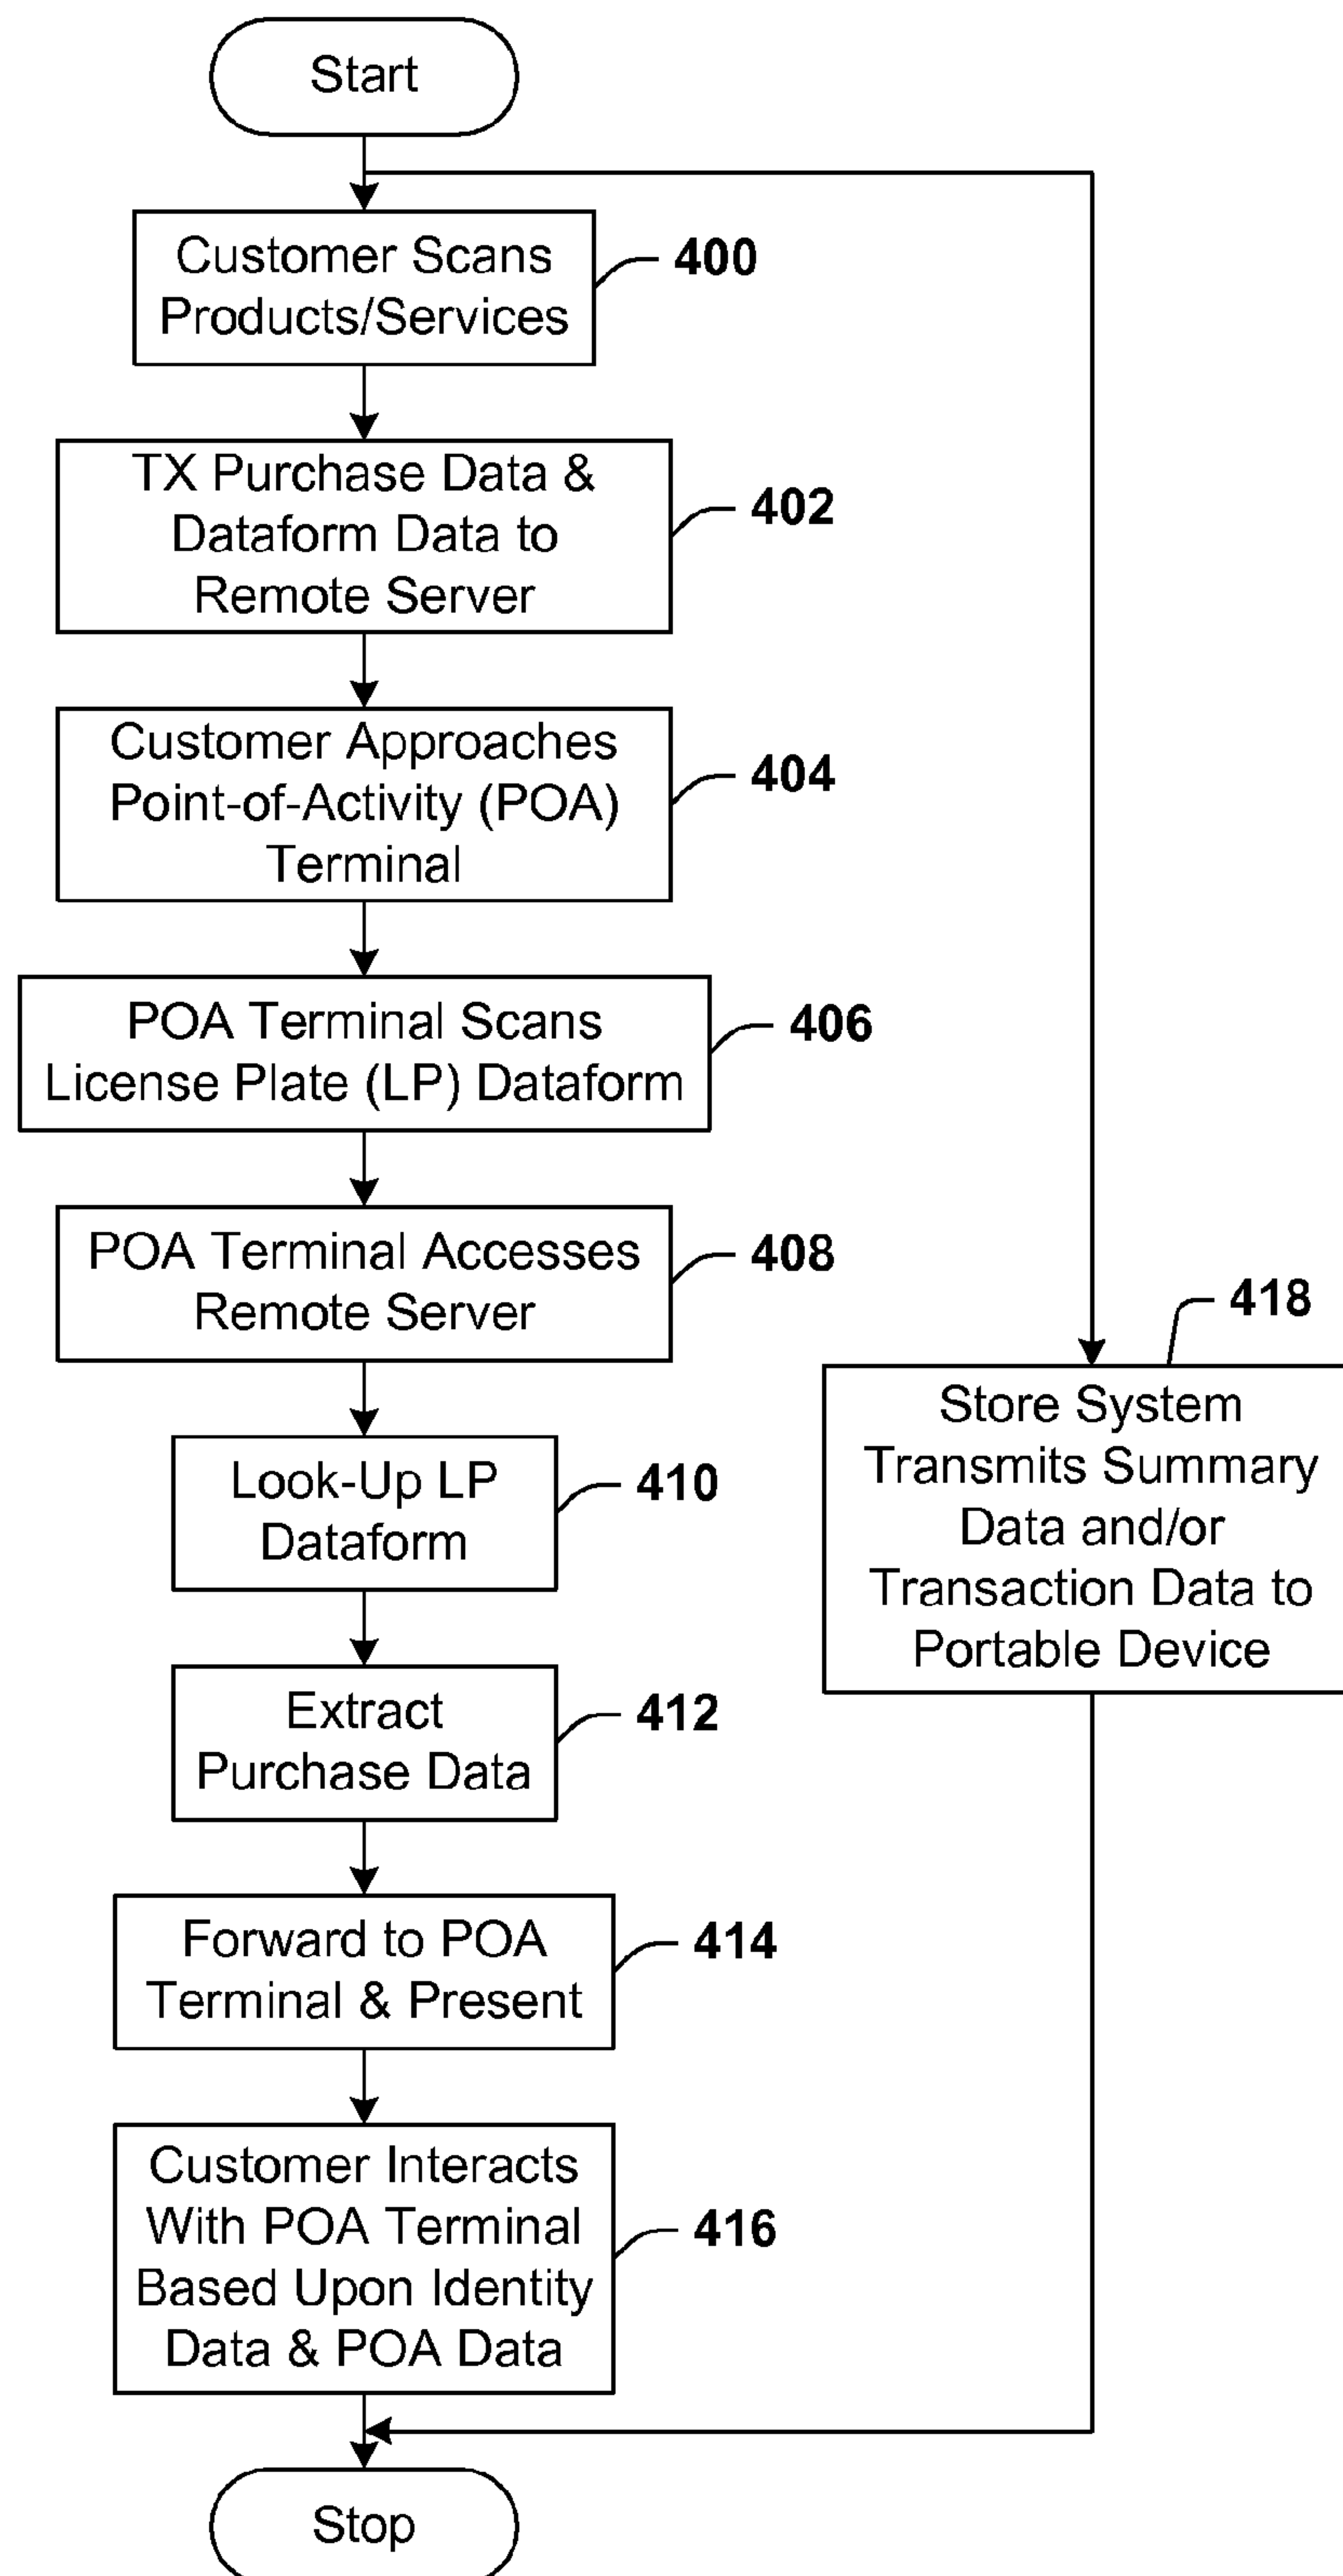 Start
Customer Scans
Products/Services
400
TX Purchase Data &
Dataform Data to
Remote Server
402
Customer Approaches
Point-of-Activity (POA)
Terminal
404
POA Terminal Scans
License Plate (LP) Dataform
406
POA Terminal Accesses
Remote Server
408
Look-Up LP
Dataform
410
Extract
Purchase Data
412
Forward to POA
Terminal & Present
414
Customer Interacts
With POA Terminal
Based Upon Identity
Data & POA Data
416
418
Store System
Transmits Summary
Data and/or
Transaction Data to
Portable Device
Stop